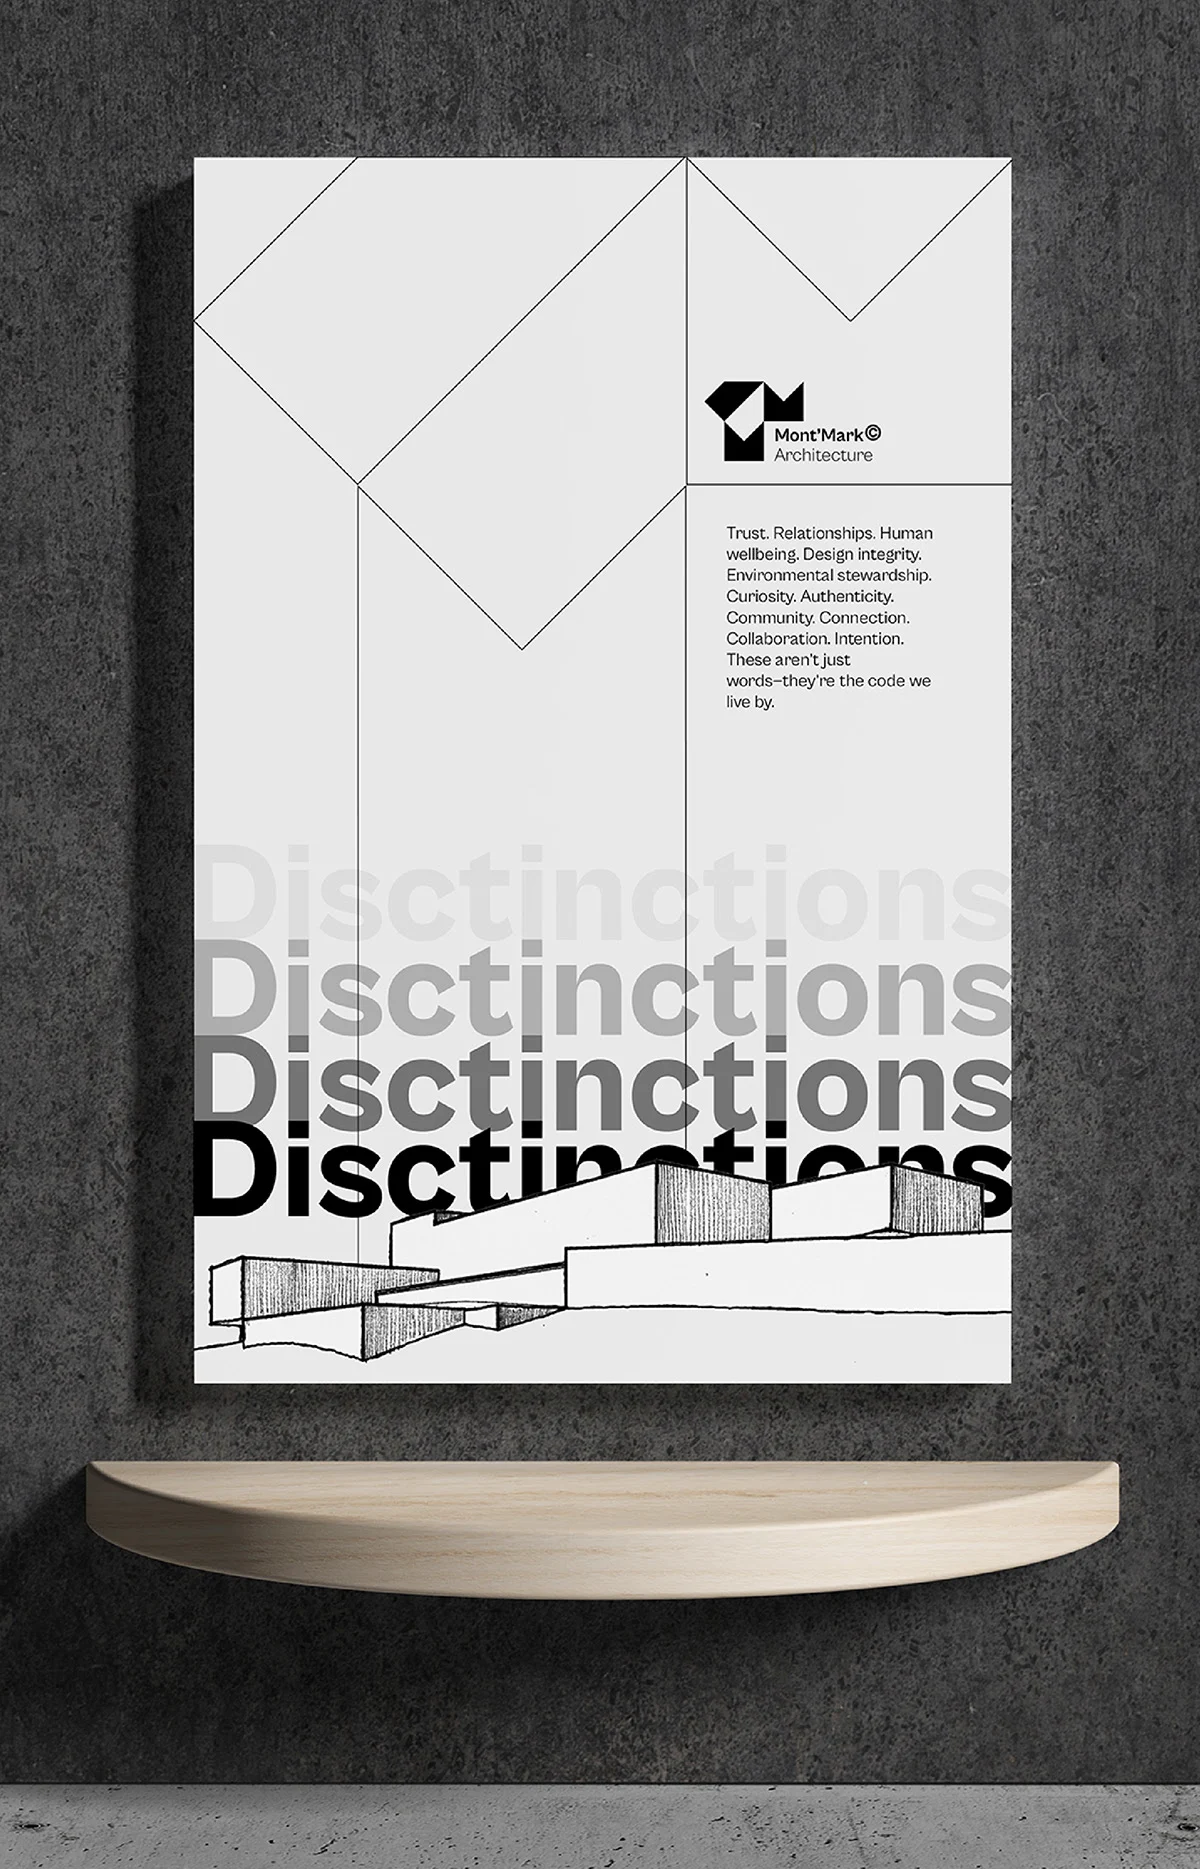 Mont'Mark©
Architecture
Trust. Relationships. Human
wellbeing. Design integrity.
Environmental stewardship.
Curiosity. Authenticity.
Community. Connection.
Collaboration. Intention.
These aren't just
words—they're the code we
live by.
Disctinctions
Disctinctions
Disctinctions
Disctinctions